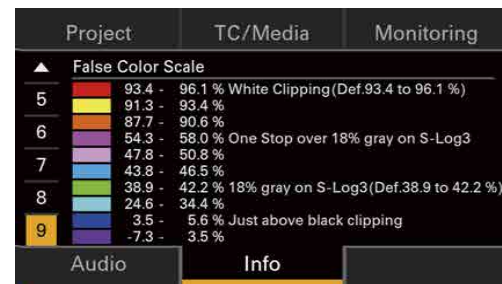 Project TC/Media Monitoring
False Color Scale
93.4 - 96.1 % White Clipping(Def.93.4 to 96.1 %)
5 91.3 - 93.4 %
87.7 - 90.6 %
6 54.3 - 58.0 % One Stop over 18% gray on S-Log3
47.8 - 50.8 %
7 43.8 - 46.5 %
38.9 - 42.2 % 18% gray on S-Log3(Def.38.9 to 42.2 %)
8 24.6 - 34.4 %
3.5 - 5.6 % Just above black clipping
9 -7.3 - 3.5 %
Audio Info